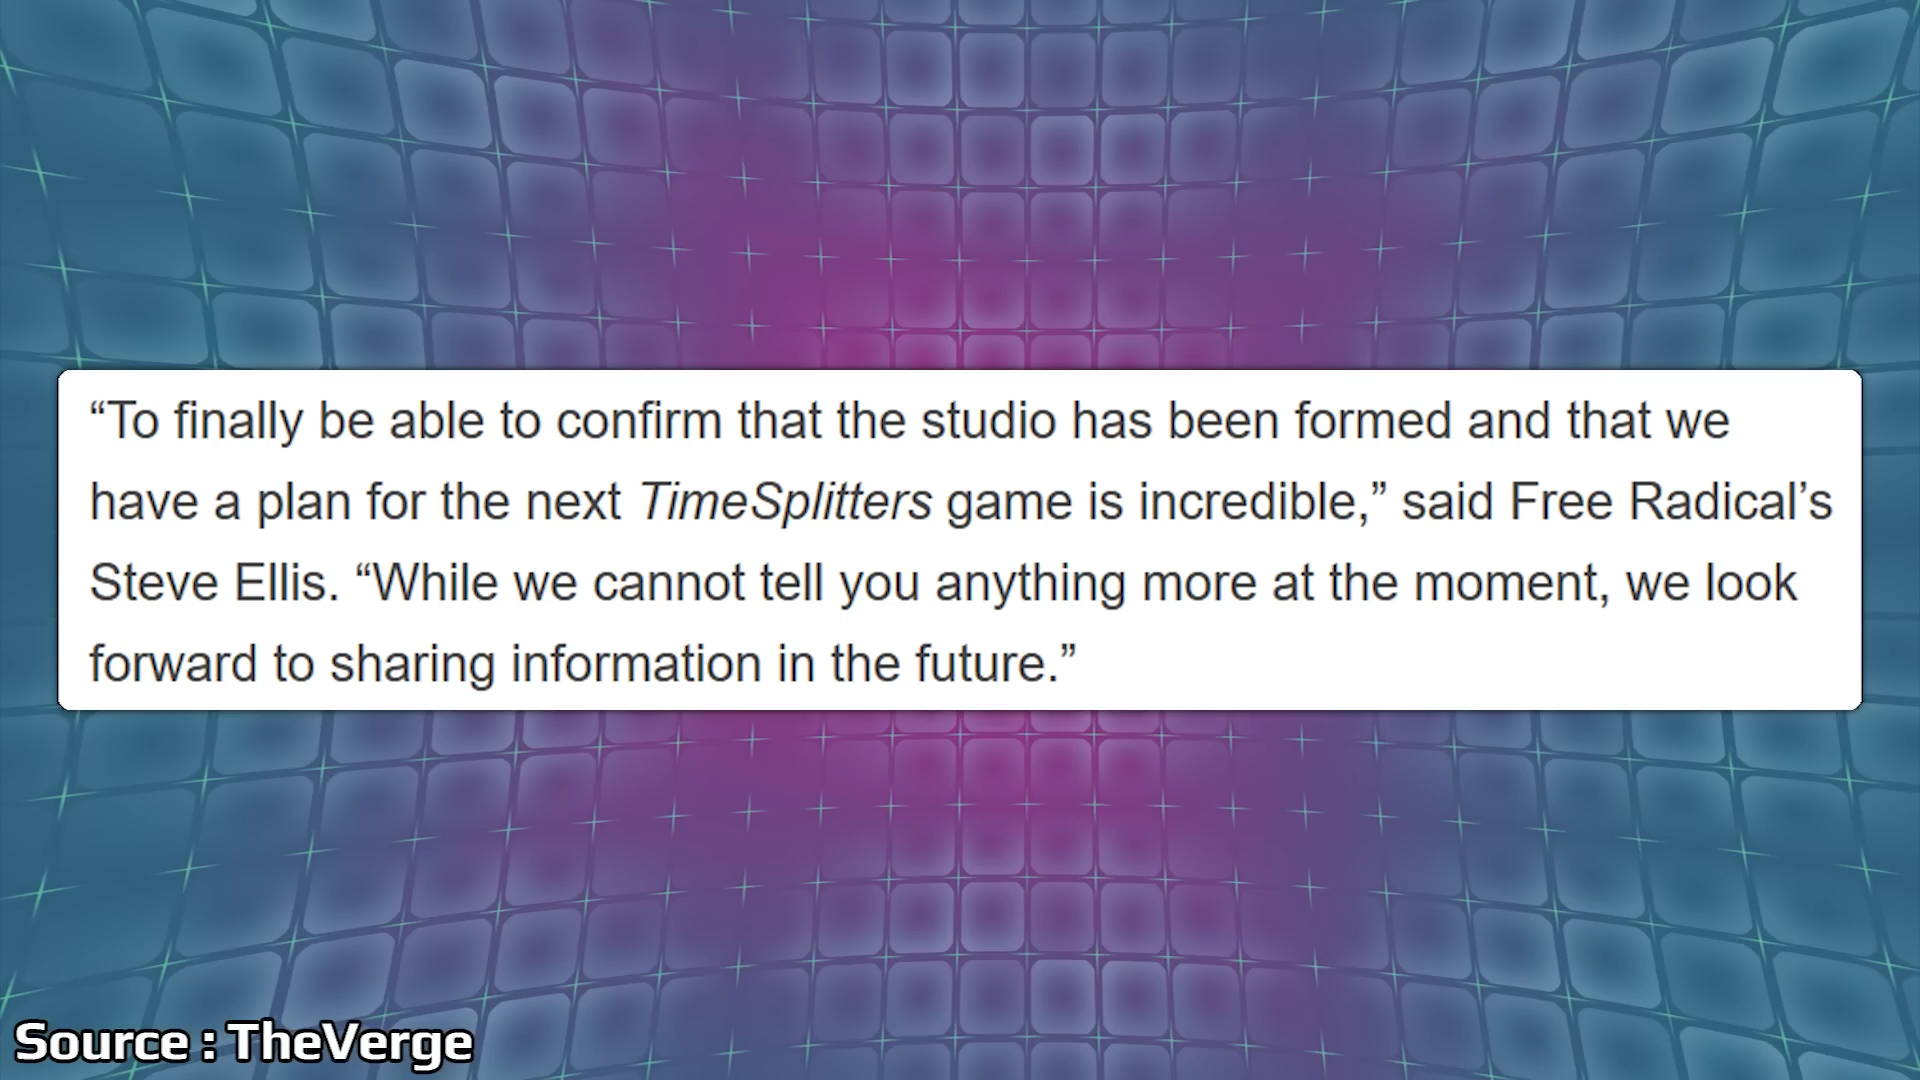 “To finally be able to confirm that the studio has been formed and that we
have a plan for the next TimeSplitters game is incredible,” said Free Radical’s
Steve Ellis. “While we cannot tell you anything more at the moment, we look
forward to sharing information in the future.”
Source : TheVerge